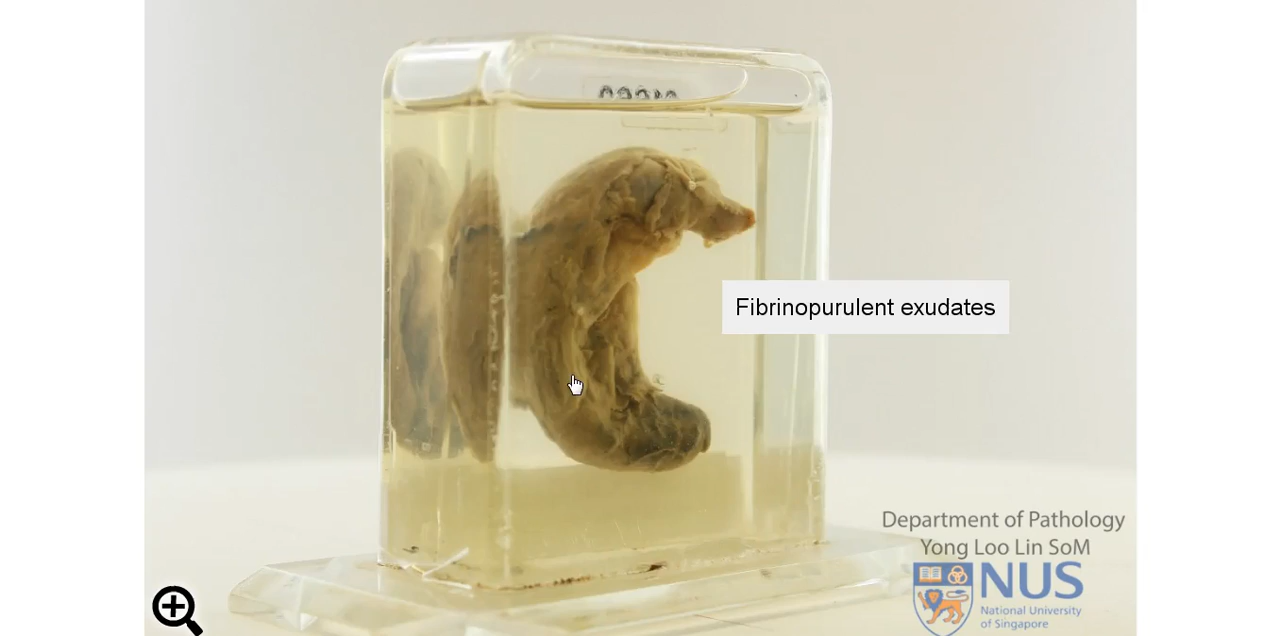 Fibrinopurulent exudates
Department of Pathology
Yong Loo Lin SoM
NUS
National University
of Singapore